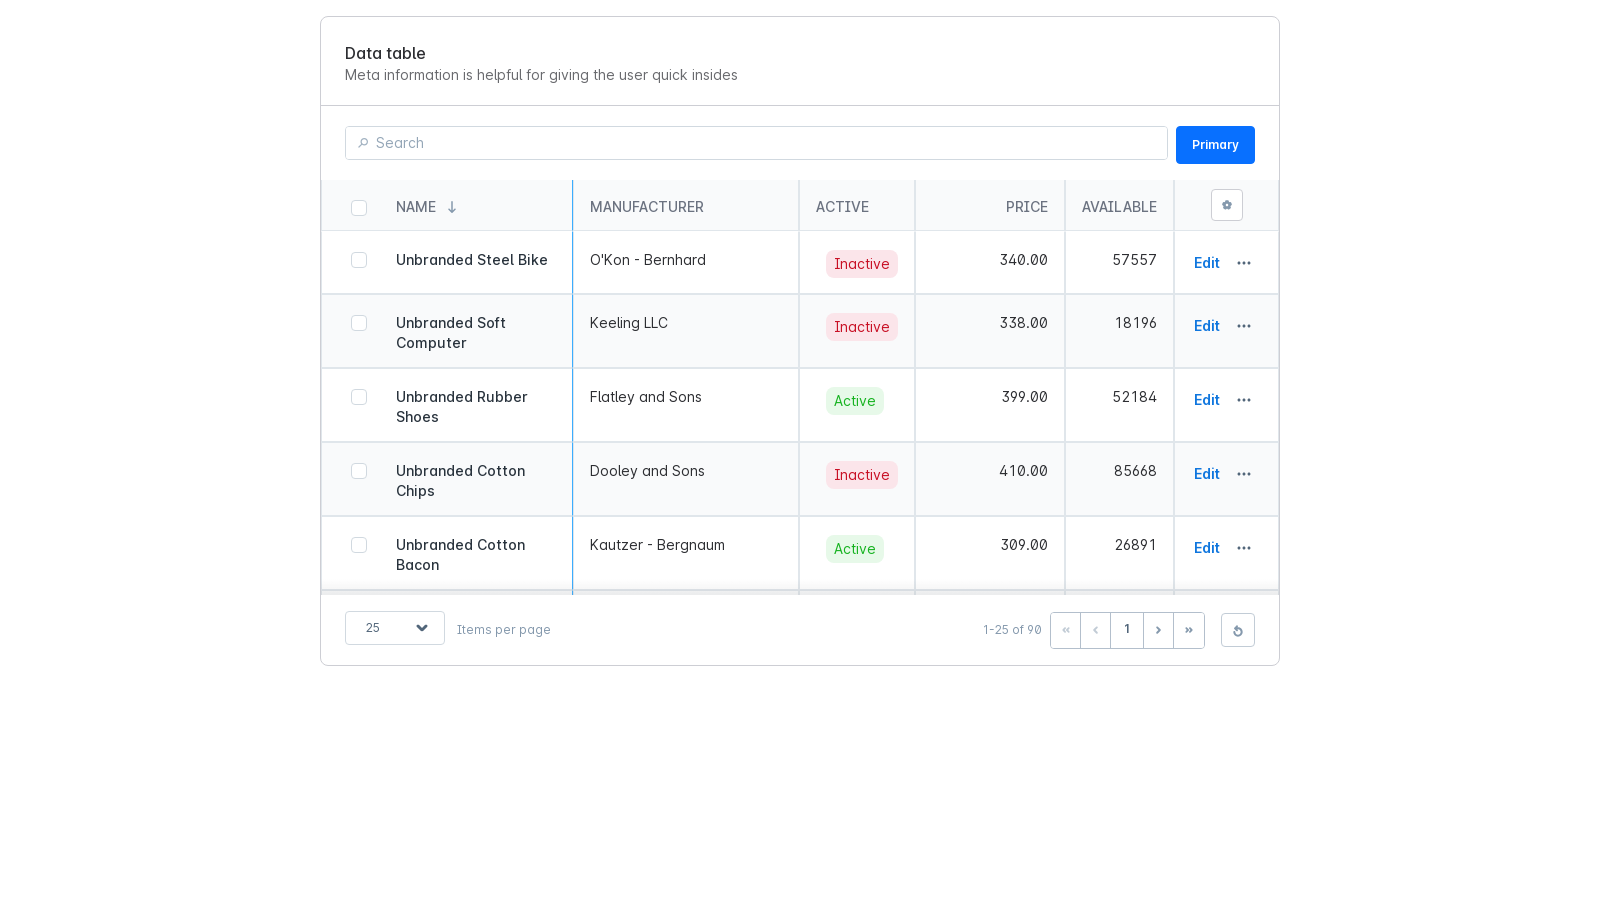 Data table
Meta information is helpful for giving the user quick insides
Search
Primary
NAME MANUFACTURER ACTIVE PRICE AVAILABLE
Unbranded Steel Bike O'Kon - Bernhard Inactive 340.00 57557 Edit
Unbranded Soft Computer Keeling LLC Inactive 338.00 18196 Edit
Unbranded Rubber Shoes Flatley and Sons Active 399.00 52184 Edit
Unbranded Cotton Chips Dooley and Sons Inactive 410.00 85668 Edit
Unbranded Cotton Bacon Kautzer - Bergnaum Active 309.00 26891 Edit
25 Items per page 1-25 of 90 « ‹ 1 › »